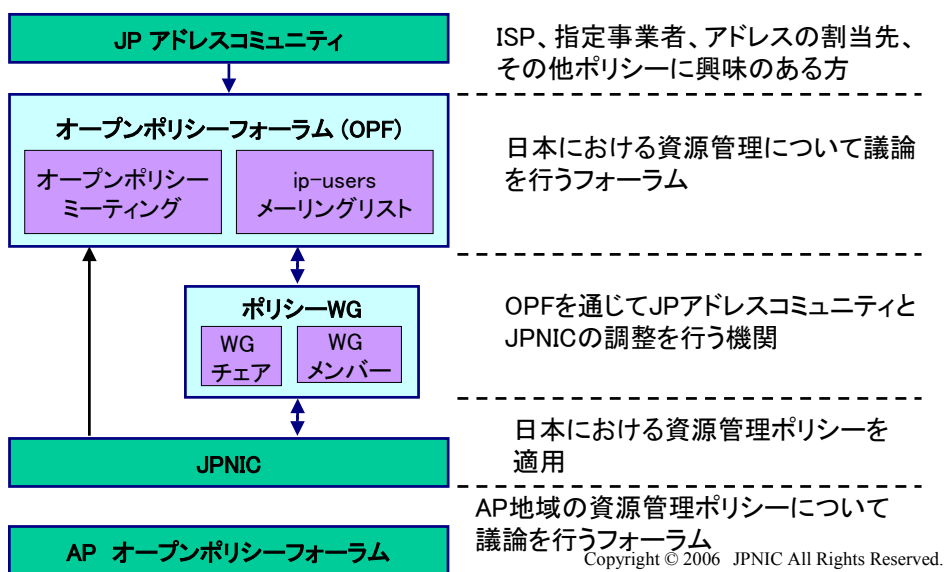 JP アドレスコミュニティ
ISP、指定事業者、アドレスの割当先、
その他ポリシーに興味のある方
オープンポリシーフォーラム(OPF)
オープンポリシー
ミーティング
ip-users
メーリングリスト
日本における資源管理について議論
を行うフォーラム
ポリシーWG
WG
チェア
WG
メンバー
OPFを通じてJPアドレスコミュニティと
JPNICの調整を行う機関
JPNIC
日本における資源管理ポリシーを
適用
AP オープンポリシーフォーラム
AP地域の資源管理ポリシーについて
議論を行うフォーラム
Copyright © 2006 JPNIC All Rights Reserved.